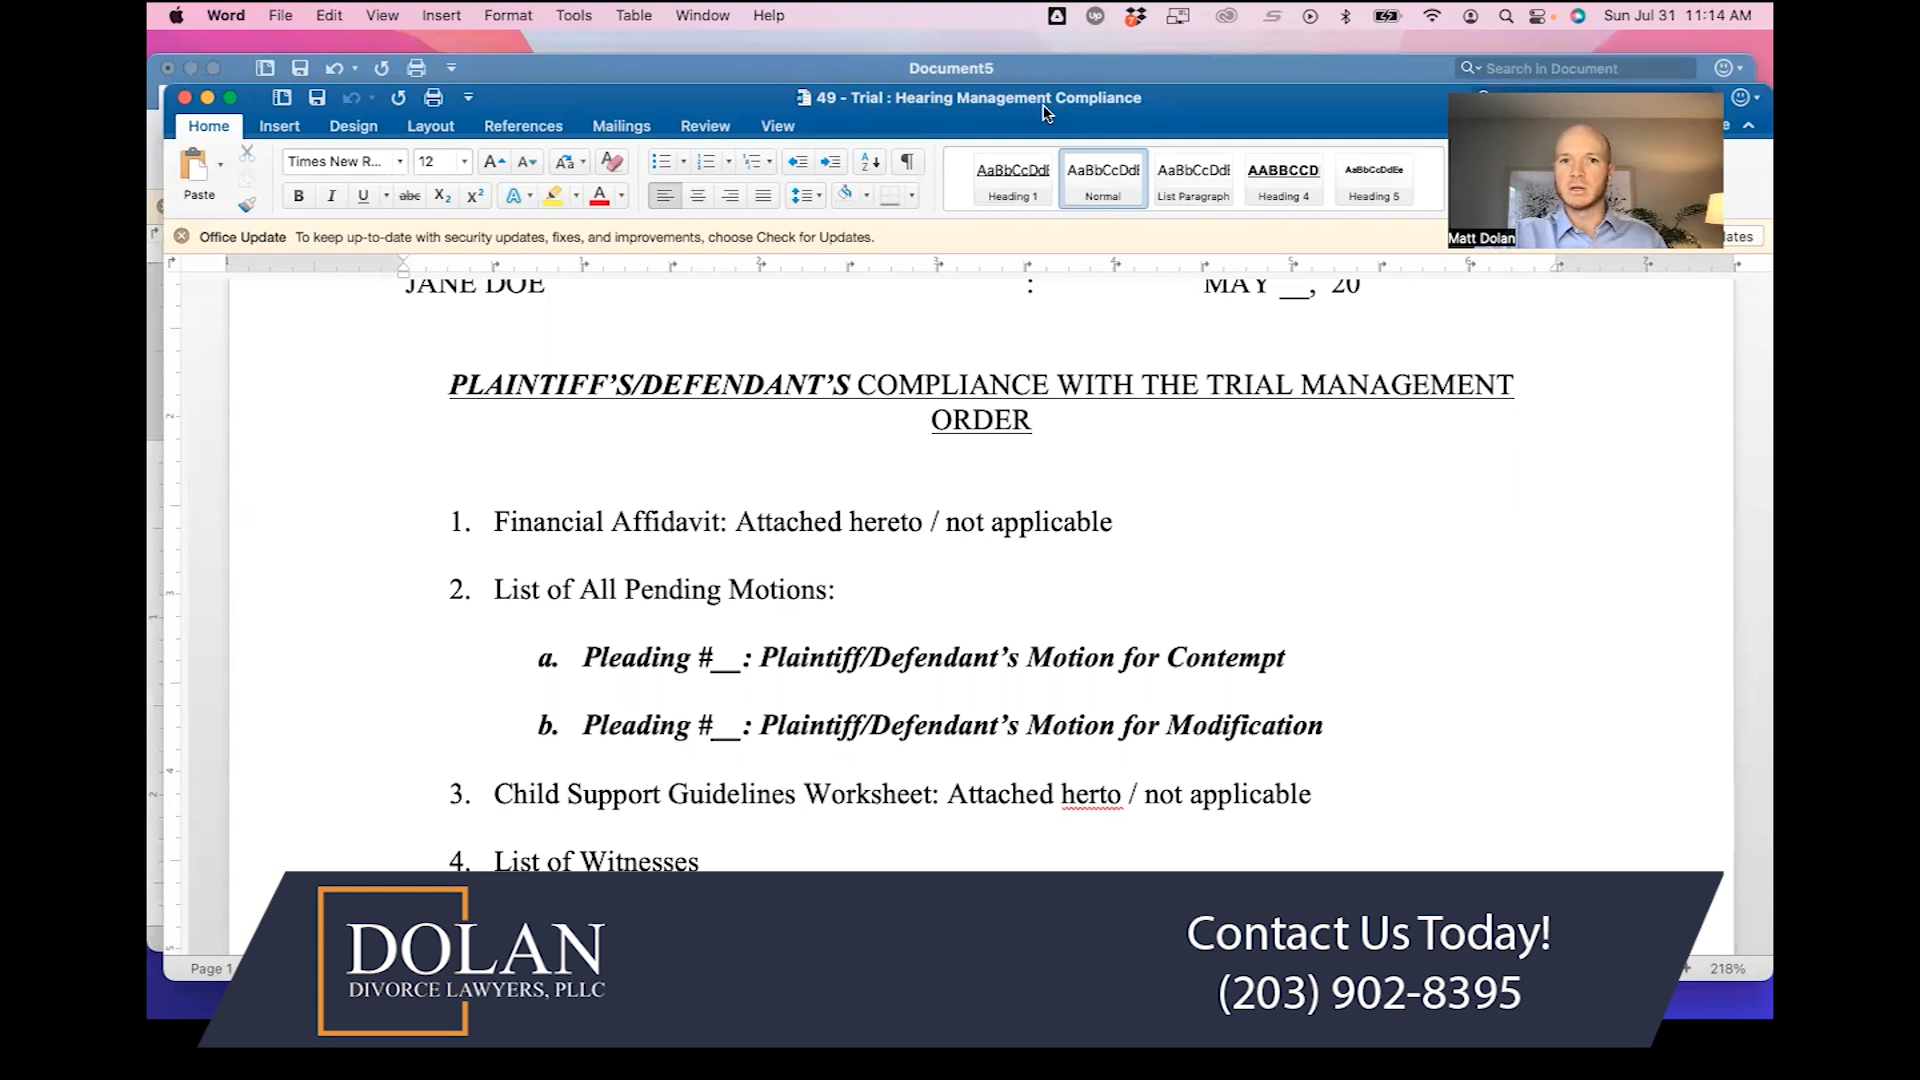 Word File Edit View Insert Format Tools Table Window Help Sun Jul 31 11:14 AM
Document5
Search in Document
49 - Trial : Hearing Management Compliance
Home Insert Design Layout References Mailings Review View
Times New R... 12
Paste
AaBbCcDdE AaBbCcDdE AaBbCcDdE AABBCCD AaBbCcDdEe
Heading 1 Normal List Paragraph Heading 4 Heading 5
Matt Dolan
Office Update To keep up-to-date with security updates, fixes, and improvements, choose Check for Updates.
JANE DOE : MAY __, 20
PLAINTIFF'S/DEFENDANT'S COMPLIANCE WITH THE TRIAL MANAGEMENT
ORDER
1. Financial Affidavit: Attached hereto / not applicable
2. List of All Pending Motions:
a. Pleading #__: Plaintiff/Defendant's Motion for Contempt
b. Pleading #__: Plaintiff/Defendant's Motion for Modification
3. Child Support Guidelines Worksheet: Attached herto / not applicable
4. List of Witnesses
Page 1 218%
DOLAN
DIVORCE LAWYERS, PLLC
Contact Us Today!
(203) 902-8395